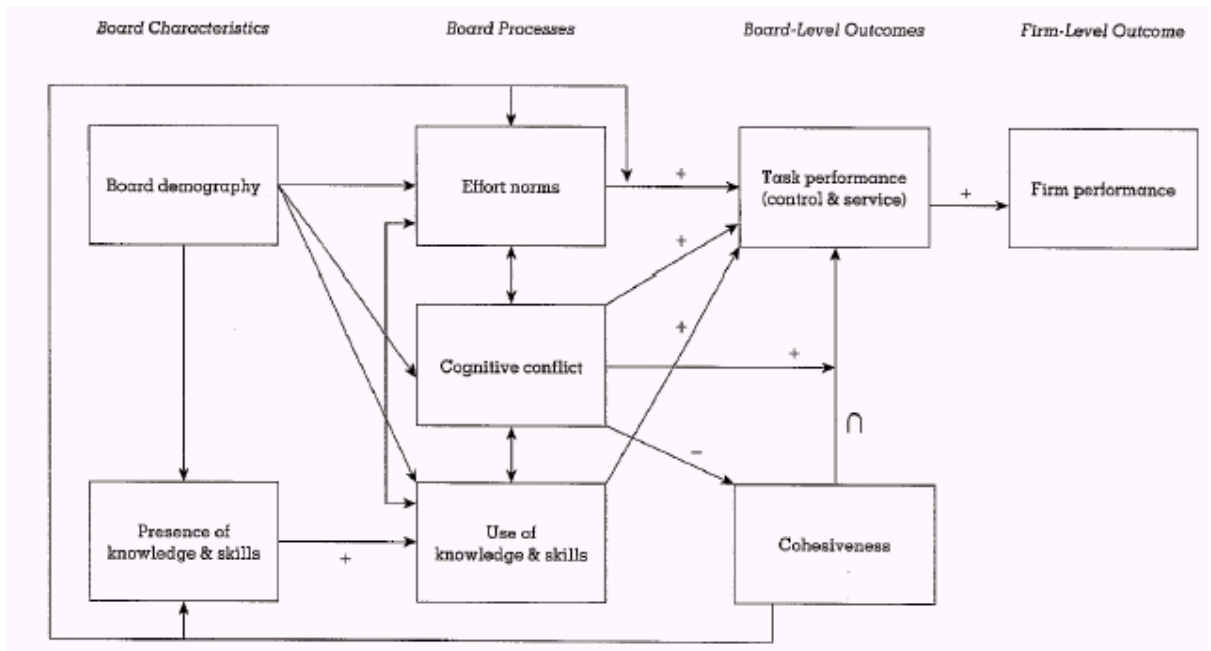 Board Characteristics
Board Processes
Board-Level Outcomes
Firm-Level Outcome
Board demography
Effort norms
+
Task performance
(control & service)
+
Firm performance
+
Cognitive conflict
+
+
∩
−
Presence of
knowledge & skills
+
Use of
knowledge & skills
Cohesiveness